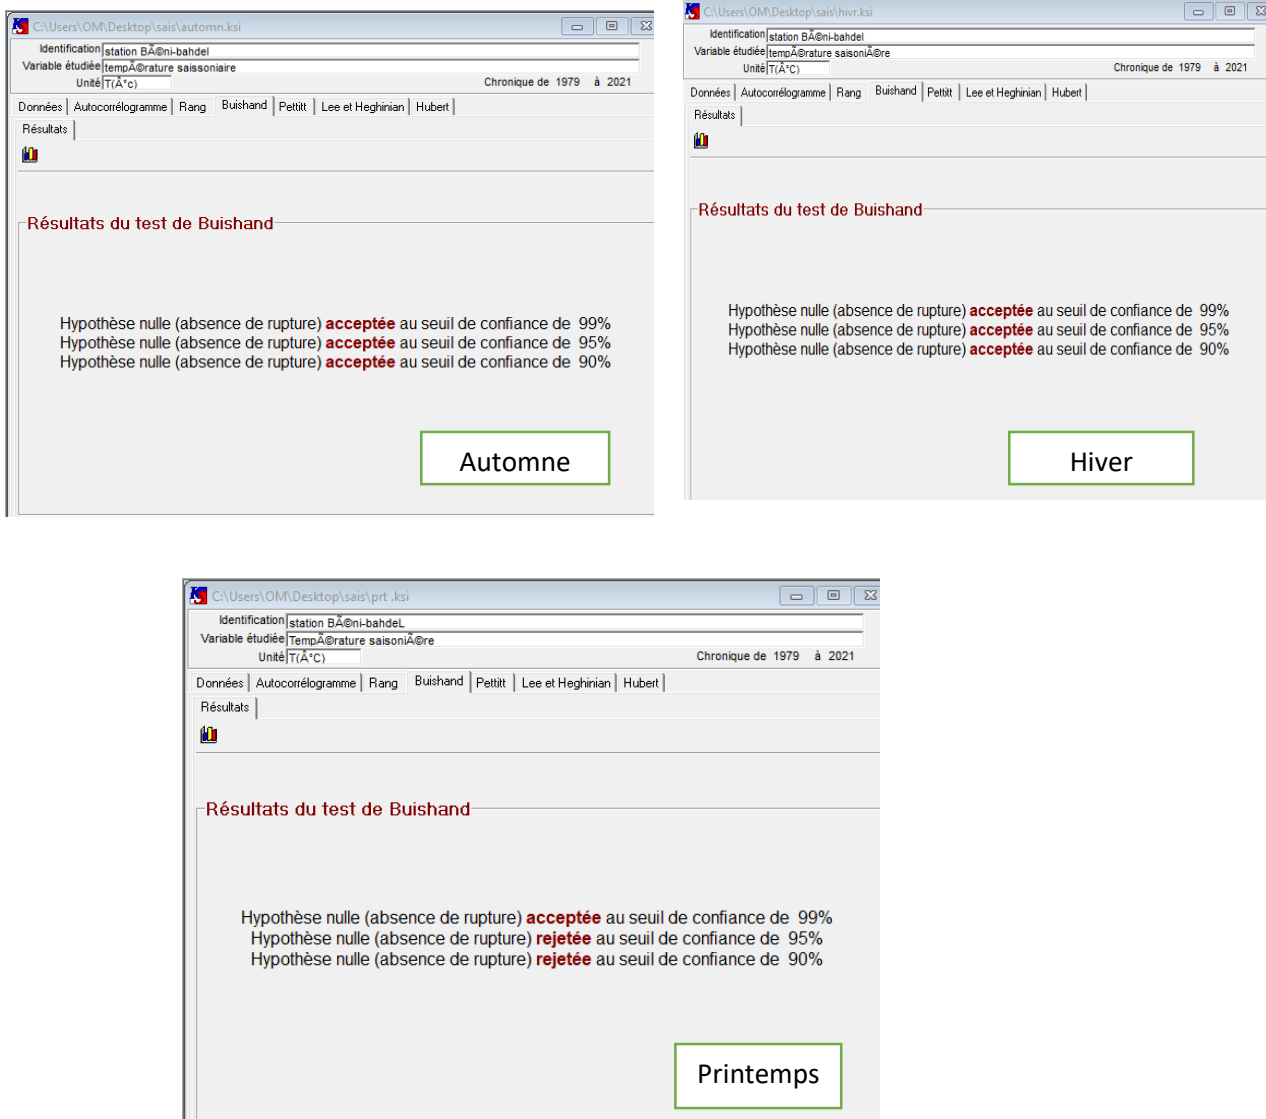 C:\Users\OM\Desktop\sais\automn.ksi
Identification station BÃ©ni-bahdel
Variable étudiée tempÃ©rature saissoniaire
Unité T(Â°c) Chronique de 1979 à 2021
Données Autocorrélogramme Rang Buishand Pettitt Lee et Heghinian Hubert
Résultats
Résultats du test de Buishand
Hypothèse nulle (absence de rupture) acceptée au seuil de confiance de 99%
Hypothèse nulle (absence de rupture) acceptée au seuil de confiance de 95%
Hypothèse nulle (absence de rupture) acceptée au seuil de confiance de 90%
Automne
C:\Users\OM\Desktop\sais\hivr.ksi
Identification station BÃ©ni-bahdel
Variable étudiée tempÃ©rature saisoniÃ©re
Unité T(Â°C) Chronique de 1979 à 2021
Données Autocorrélogramme Rang Buishand Pettitt Lee et Heghinian Hubert
Résultats
Résultats du test de Buishand
Hypothèse nulle (absence de rupture) acceptée au seuil de confiance de 99%
Hypothèse nulle (absence de rupture) acceptée au seuil de confiance de 95%
Hypothèse nulle (absence de rupture) acceptée au seuil de confiance de 90%
Hiver
C:\Users\OM\Desktop\sais\prt .ksi
Identification station BÃ©ni-bahdeL
Variable étudiée TempÃ©rature saisoniÃ©re
Unité T(Â°C) Chronique de 1979 à 2021
Données Autocorrélogramme Rang Buishand Pettitt Lee et Heghinian Hubert
Résultats
Résultats du test de Buishand
Hypothèse nulle (absence de rupture) acceptée au seuil de confiance de 99%
Hypothèse nulle (absence de rupture) rejetée au seuil de confiance de 95%
Hypothèse nulle (absence de rupture) rejetée au seuil de confiance de 90%
Printemps